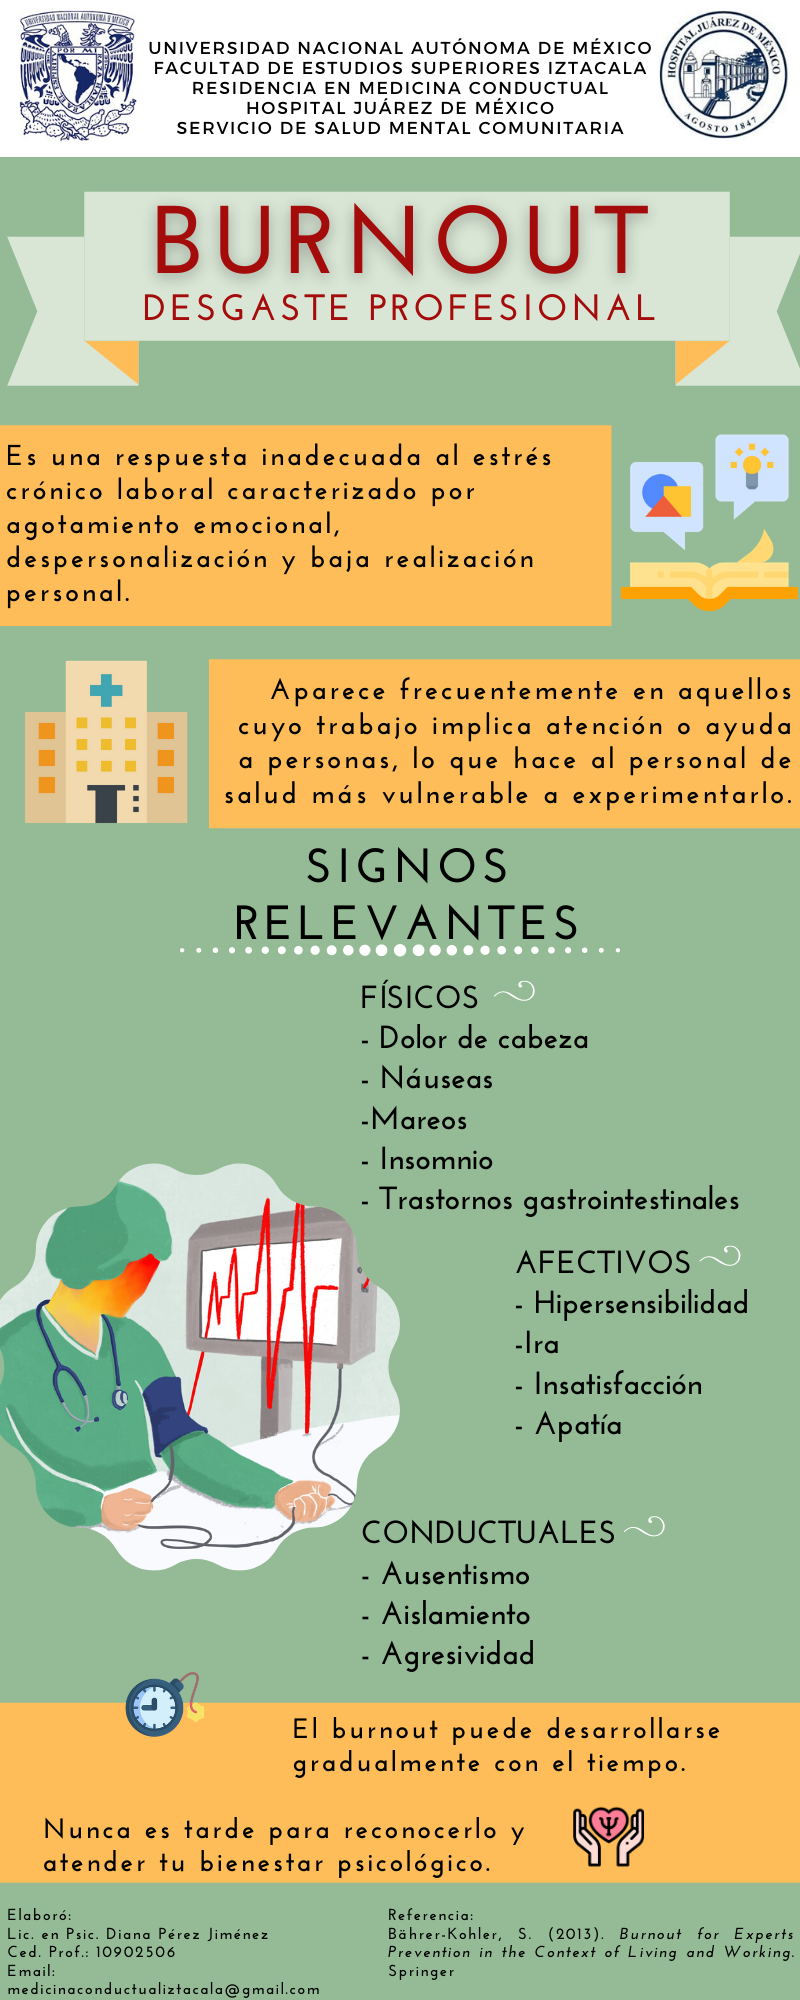 UNIVERSIDAD NACIONAL AUTÓNOMA DE MÉXICO
POR MI
HOSPITAL JUÁREZ DE MÉXICO
AGOSTO 1847
UNIVERSIDAD NACIONAL AUTÓNOMA DE MÉXICO
FACULTAD DE ESTUDIOS SUPERIORES IZTACALA
RESIDENCIA EN MEDICINA CONDUCTUAL
HOSPITAL JUÁREZ DE MÉXICO
SERVICIO DE SALUD MENTAL COMUNITARIA
BURNOUT
DESGASTE PROFESIONAL
Es una respuesta inadecuada al estrés
crónico laboral caracterizado por
agotamiento emocional,
despersonalización y baja realización
personal.
Aparece frecuentemente en aquellos
cuyo trabajo implica atención o ayuda
a personas, lo que hace al personal de
salud más vulnerable a experimentarlo.
SIGNOS
RELEVANTES
FÍSICOS
- Dolor de cabeza
- Náuseas
-Mareos
- Insomnio
- Trastornos gastrointestinales
AFECTIVOS
- Hipersensibilidad
-Ira
- Insatisfacción
- Apatía
CONDUCTUALES
- Ausentismo
- Aislamiento
- Agresividad
El burnout puede desarrollarse
gradualmente con el tiempo.
Nunca es tarde para reconocerlo y
atender tu bienestar psicológico.
Elaboró:
Lic. en Psic. Diana Pérez Jiménez
Ced. Prof.: 10902506
Email:
medicinaconductualiztacala@gmail.com
Referencia:
Bährer-Kohler, S. (2013). Burnout for Experts
Prevention in the Context of Living and Working.
Springer